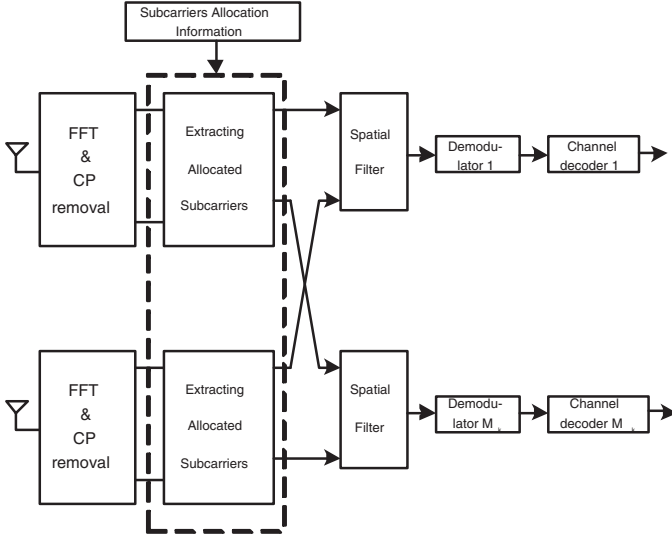 Subcarriers Allocation
Information
FFT
&
CP
removal
Extracting
Allocated
Subcarriers
Spatial
Filter
Demodu-
lator 1
Channel
decoder 1
FFT
&
CP
removal
Extracting
Allocated
Subcarriers
Spatial
Filter
Demodu-
lator M k
Channel
decoder M k